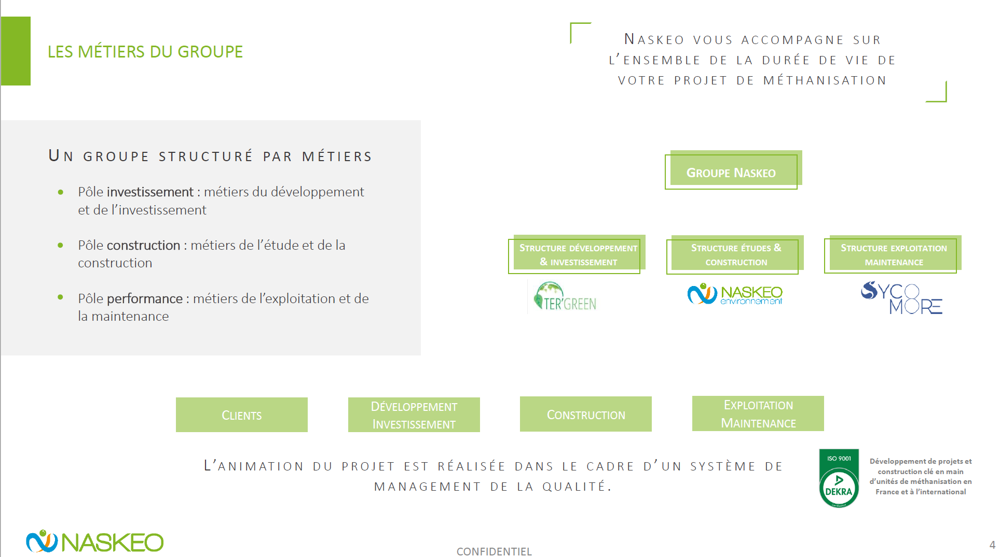 LES MÉTIERS DU GROUPE
NASKEO VOUS ACCOMPAGNE SUR
L’ENSEMBLE DE LA DURÉE DE VIE DE
VOTRE PROJET DE MÉTHANISATION
UN GROUPE STRUCTURÉ PAR MÉTIERS
Pôle investissement : métiers du développement
et de l’investissement
Pôle construction : métiers de l’étude et de la
construction
Pôle performance : métiers de l’exploitation et de
la maintenance
GROUPE NASKEO
STRUCTURE DÉVELOPPEMENT
& INVESTISSEMENT
TER’GREEN
STRUCTURE ÉTUDES &
CONSTRUCTION
NASKEO
environnement
STRUCTURE EXPLOITATION
MAINTENANCE
SYCO
MORE
CLIENTS
DÉVELOPPEMENT
INVESTISSEMENT
CONSTRUCTION
EXPLOITATION
MAINTENANCE
L’ANIMATION DU PROJET EST RÉALISÉE DANS LE CADRE D’UN SYSTÈME DE
MANAGEMENT DE LA QUALITÉ.
ISO 9001
DEKRA
Certification
Développement de projets et
construction clé en main
d’unités de méthanisation en
France et à l’international
NASKEO
CONFIDENTIEL
4